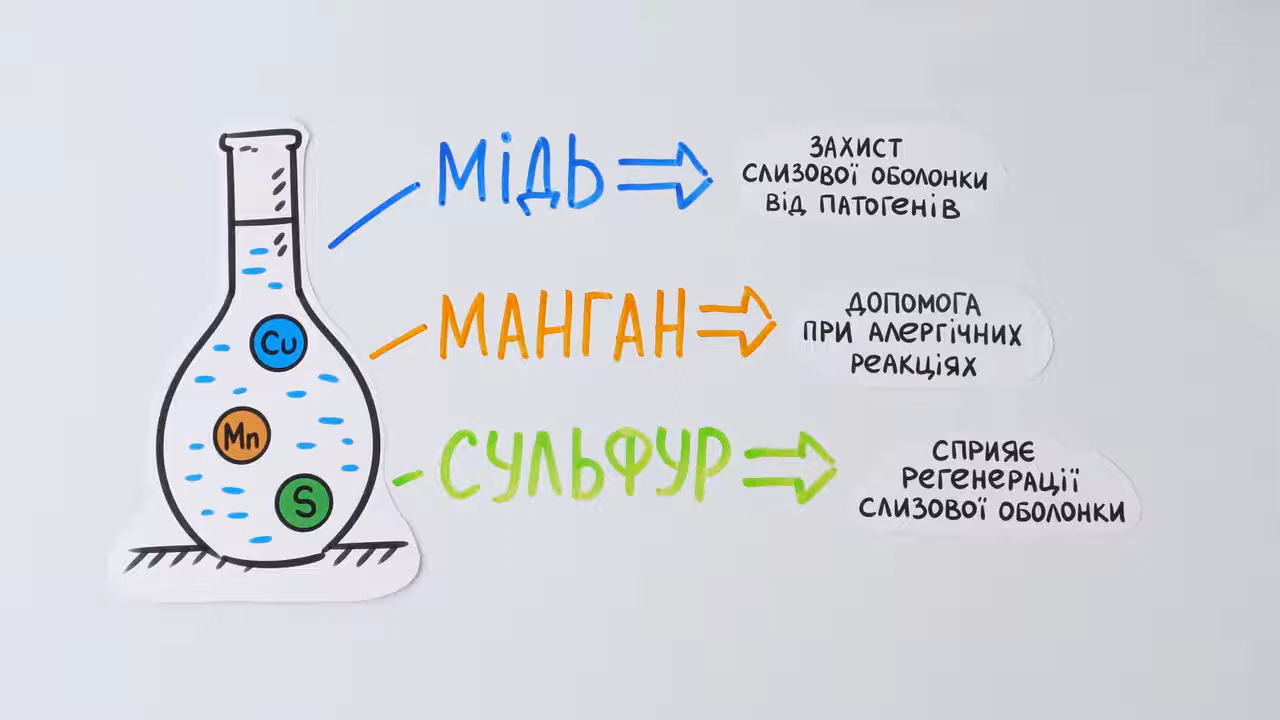 МІДЬ
ЗАХИСТ
СЛИЗОВОЇ ОБОЛОНКИ
ВІД ПАТОГЕНІВ
Cu
МАНГАН
ДОПОМОГА
ПРИ АЛЕРГІЧНИХ
РЕАКЦІЯХ
Mn
СУЛЬФУР
СПРИЯЄ
РЕГЕНЕРАЦІЇ
СЛИЗОВОЇ ОБОЛОНКИ
S